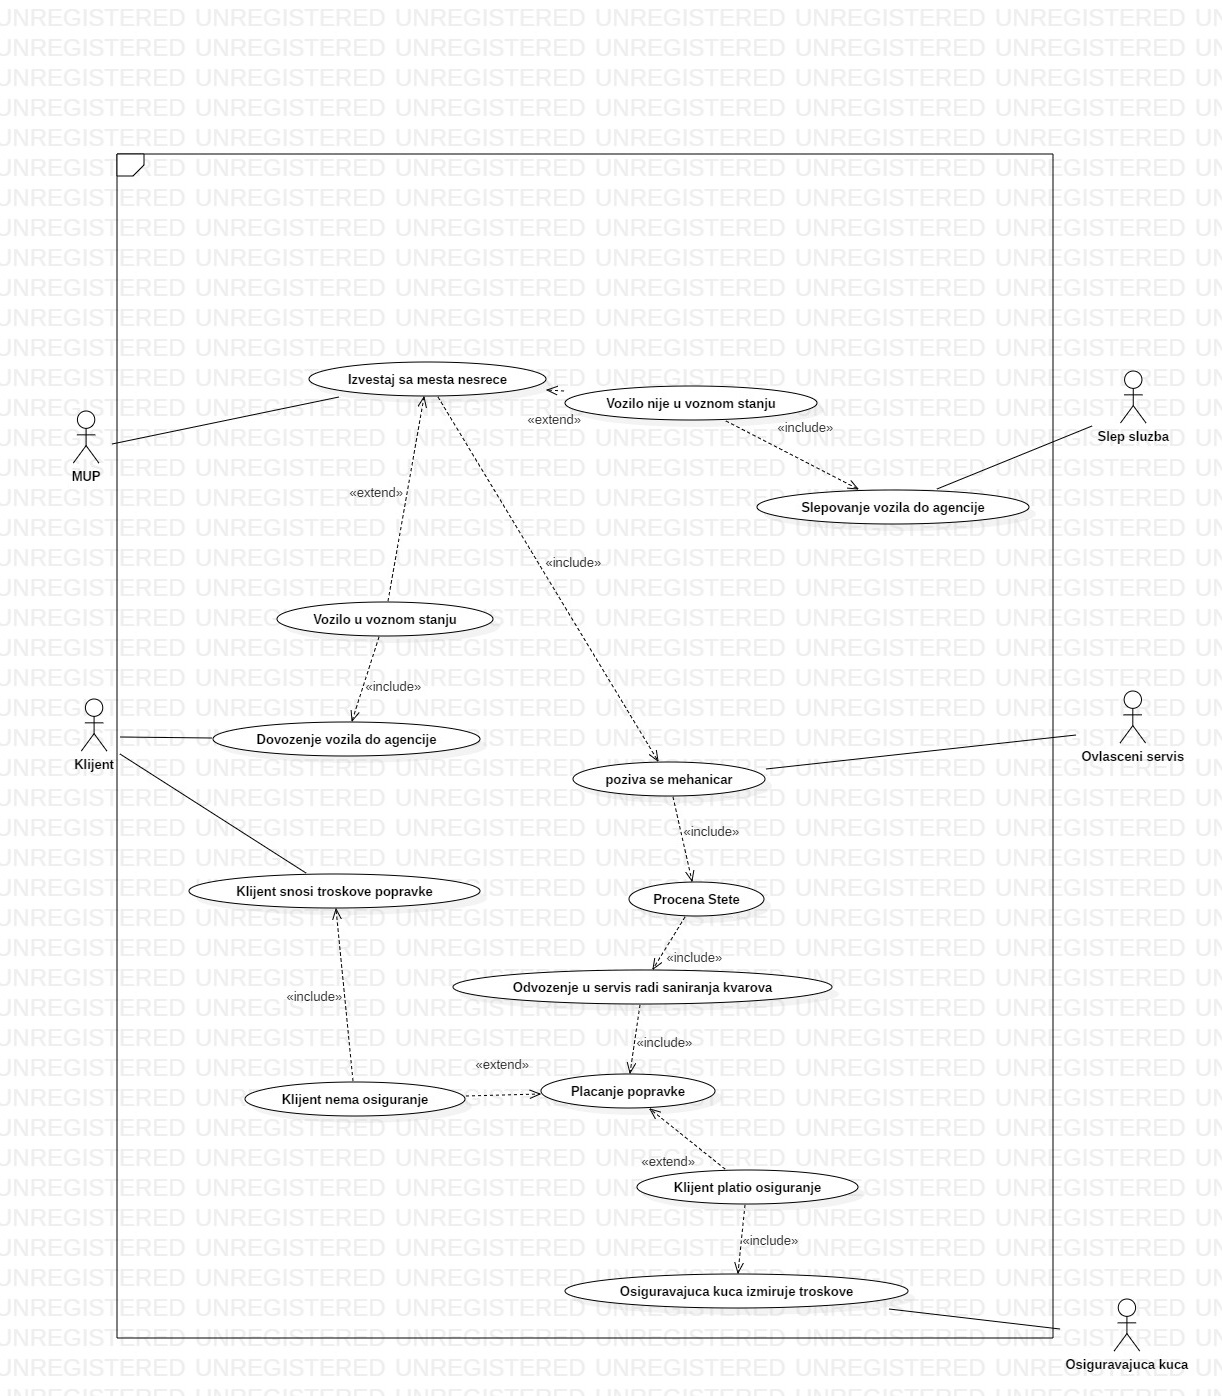 UNREGISTERED
Izvestaj sa mesta nesrece
Vozilo nije u voznom stanju
«extend»
«include»
Slep sluzba
MUP
«extend»
Slepovanje vozila do agencije
«include»
Vozilo u voznom stanju
«include»
Dovozenje vozila do agencije
Klijent
Ovlasceni servis
poziva se mehanicar
«include»
Klijent snosi troskove popravke
Procena Stete
«include»
Odvozenje u servis radi saniranja kvarova
«include»
«include»
«extend»
Klijent nema osiguranje
Placanje popravke
«extend»
Klijent platio osiguranje
«include»
Osiguravajuca kuca izmiruje troskove
Osiguravajuca kuca